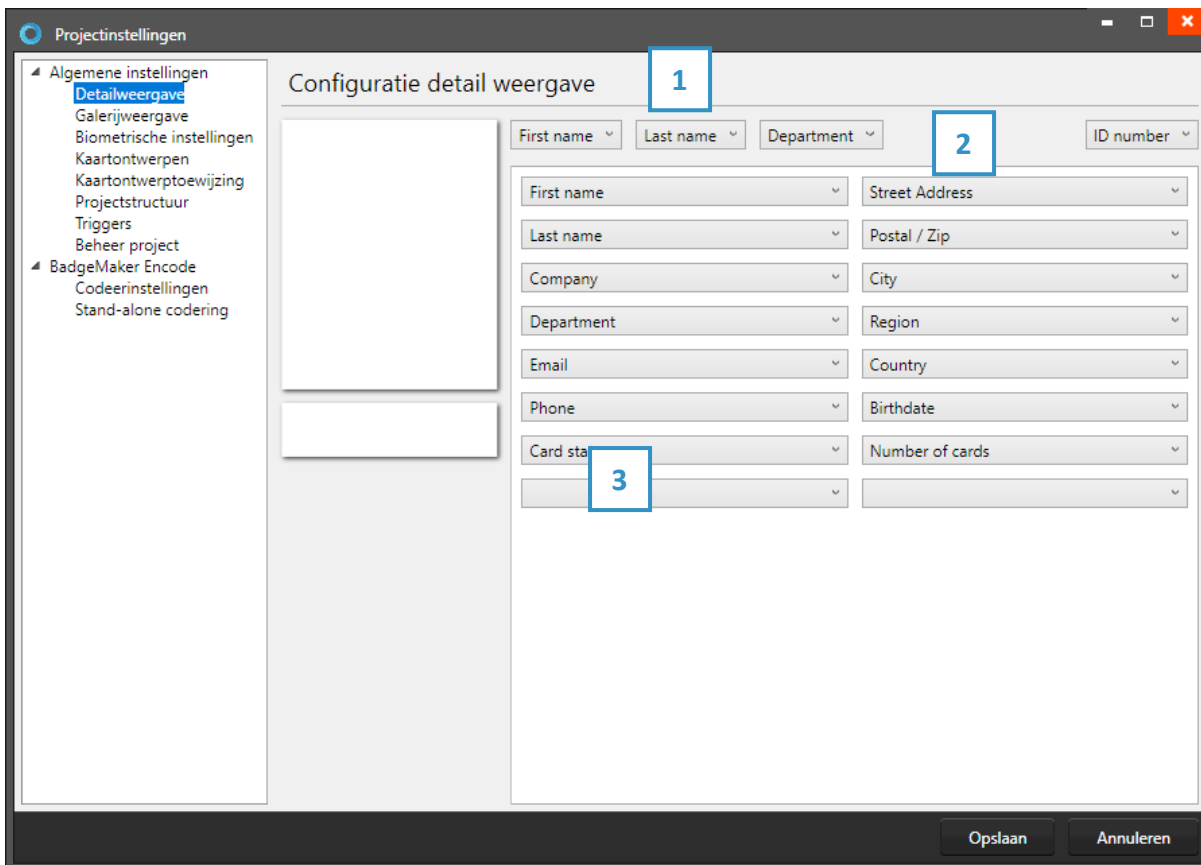 Projectinstellingen
Algemene instellingen
Detailweergave
Galerijweergave
Biometrische instellingen
Kaartontwerpen
Kaartontwerptoewijzing
Projectstructuur
Triggers
Beheer project
BadgeMaker Encode
Codeerinstellingen
Stand-alone codering
Configuratie detail weergave
1
First name Last name Department 2 ID number
First name Street Address
Last name Postal / Zip
Company City
Department Region
Email Country
Phone Birthdate
Card Number of cards
3
Opslaan Annuleren